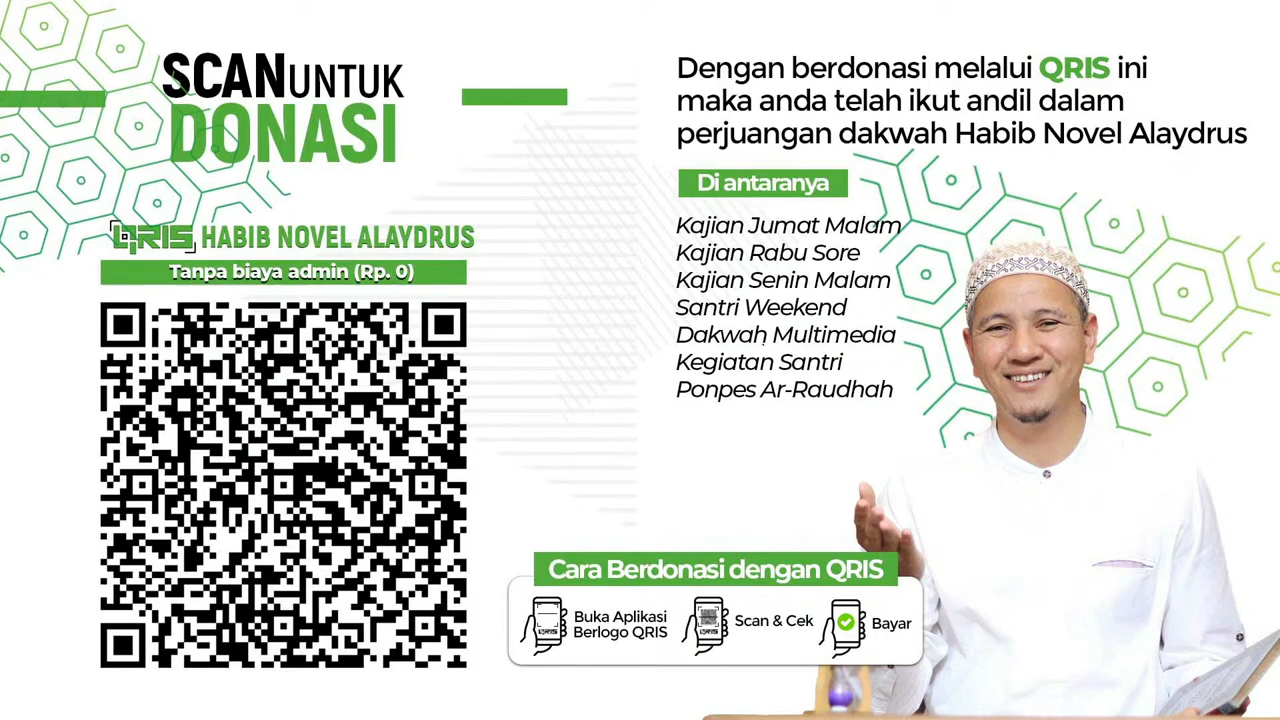 SCAN UNTUK
DONASI
QRIS HABIB NOVEL ALAYDRUS
Tanpa biaya admin (Rp. 0)
Dengan berdonasi melalui QRIS ini
maka anda telah ikut andil dalam
perjuangan dakwah Habib Novel Alaydrus
Di antaranya
Kajian Jumat Malam
Kajian Rabu Sore
Kajian Senin Malam
Santri Weekend
Dakwah Multimedia
Kegiatan Santri
Ponpes Ar-Raudhah
Cara Berdonasi dengan QRIS
Buka Aplikasi
Berlogo QRIS
Scan & Cek
Bayar